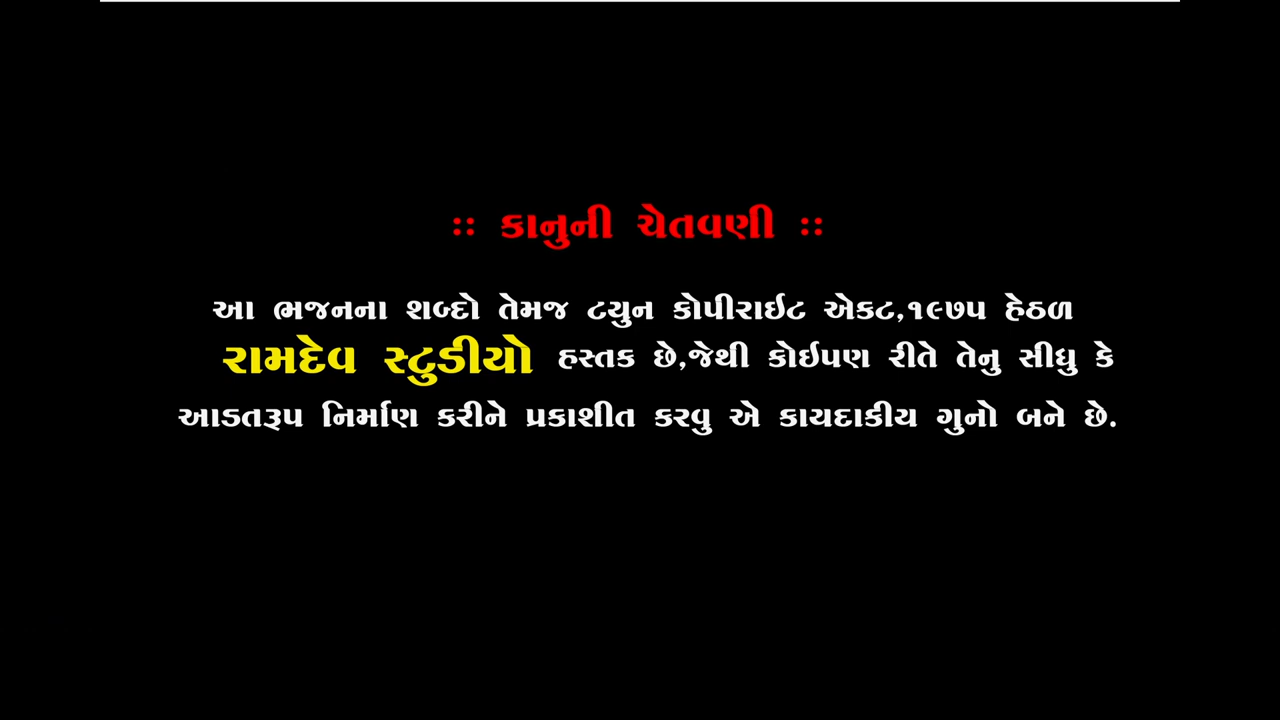 :: કાનુની ચેતવણી ::
આ ભજનના શબ્દો તેમજ ટયુન કોપીરાઈટ એકટ,૧૯૭૫ હેઠળ
રામદેવ સ્ટુડીયો હસ્તક છે,જેથી કોઈપણ રીતે તેનુ સીધુ કે
આડતરૂપ નિર્માણ કરીને પ્રકાશીત કરવુ એ કાયદાકીય ગુનો બને છે.